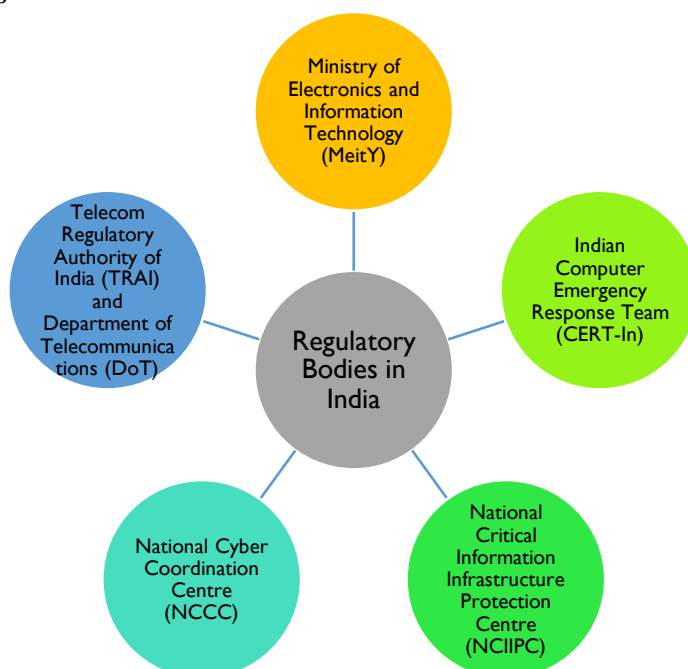 Ministry of
Electronics and
Information
Technology
(MeitY)
Telecom
Regulatory
Authority of
India (TRAI)
and
Department of
Telecommunica
tions (DoT)
Indian
Computer
Emergency
Response Team
(CERT-In)
Regulatory
Bodies in
India
National Cyber
Coordination
Centre
(NCCC)
National
Critical
Information
Infrastructure
Protection
Centre
(NCIIPC)